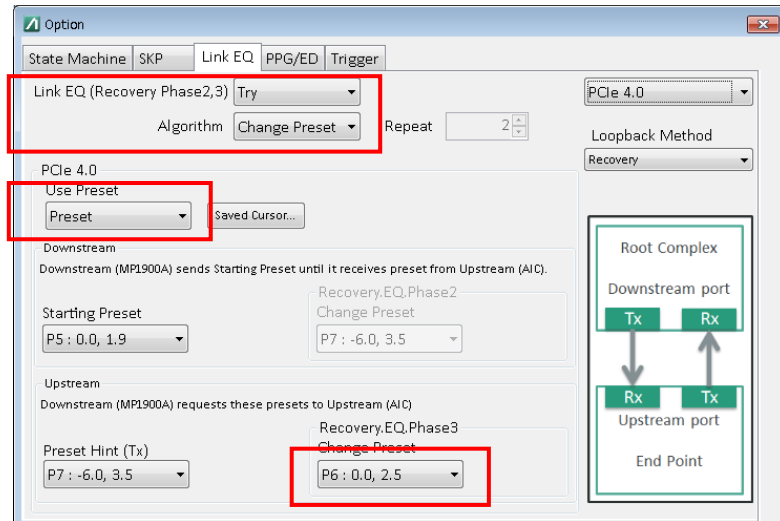 Option
State Machine SKP Link EQ PPG/ED Trigger
Link EQ (Recovery Phase2,3) Try
PCIe 4.0
Algorithm Change Preset Repeat 2
Loopback Method
Recovery
PCIe 4.0
Use Preset
Preset Saved Cursor...
Downstream
Downstream (MP1900A) sends Starting Preset until it receives preset from Upstream (AIC).
Recovery.EQ.Phase2
Starting Preset Change Preset
P5 : 0.0, 1.9 P7 : -6.0, 3.5
Upstream
Downstream (MP1900A) requests these presets to Upstream (AIC)
Recovery.EQ.Phase3
Preset Hint (Tx) Change Preset
P7 : -6.0, 3.5 P6 : 0.0, 2.5
Root Complex
Downstream port
Tx Rx
Rx Tx
Upstream port
End Point